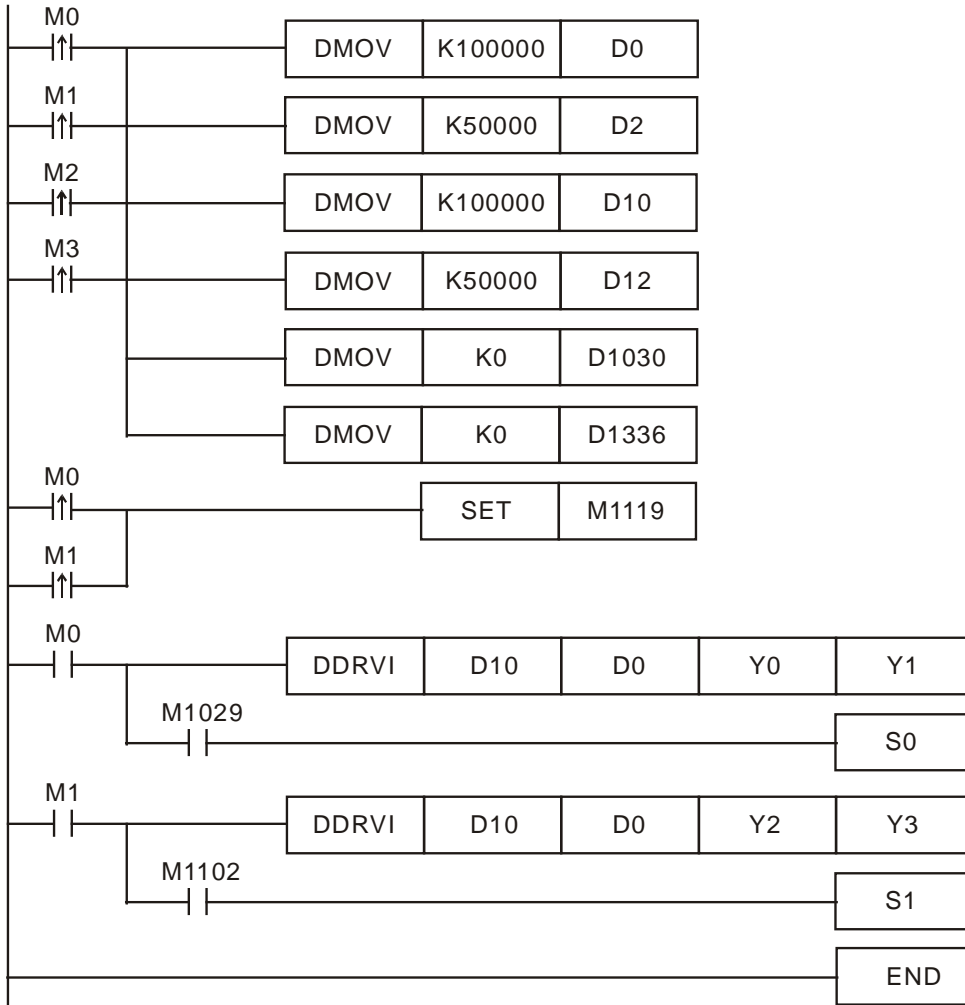 M0
DMOV K100000 D0
M1
DMOV K50000 D2
M2
DMOV K100000 D10
M3
DMOV K50000 D12
DMOV K0 D1030
DMOV K0 D1336
M0
SET M1119
M1
M0
DDRVI D10 D0 Y0 Y1
M1029
S0
M1
DDRVI D10 D0 Y2 Y3
M1102
S1
END